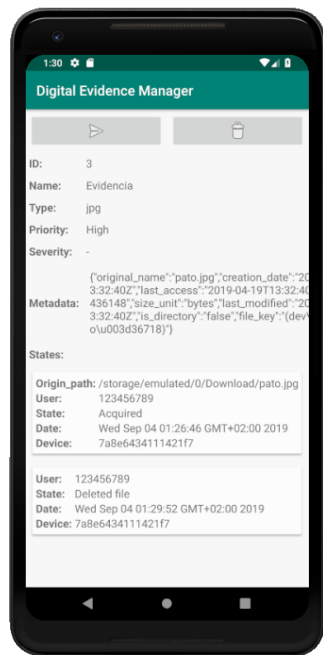 1:30
Digital Evidence Manager
ID: 3
Name: Evidencia
Type: jpg
Priority: High
Severity: -
{"original_name":"pato.jpg","creation_date":"20
3:32:40Z","last_access":"2019-04-19T13:32:40
Metadata: 436148","size_unit":"bytes","last_modified":"20
3:32:40Z","is_directory":"false","file_key":"(dev\
o\u003d36718)"}
States:
Origin_path: /storage/emulated/0/Download/pato.jpg
User: 123456789
State: Acquired
Date: Wed Sep 04 01:26:46 GMT+02:00 2019
Device: 7a8e6434111421f7
User: 123456789
State: Deleted file
Date: Wed Sep 04 01:29:52 GMT+02:00 2019
Device: 7a8e6434111421f7